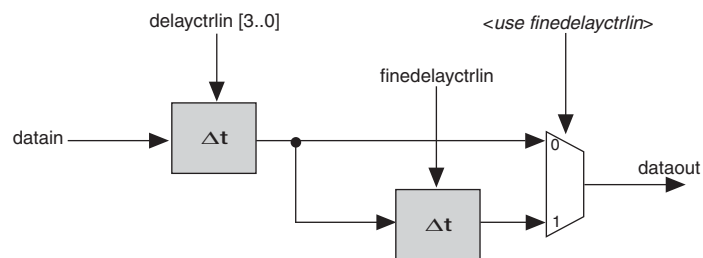 delayctrlin [3..0]
<use finedelayctrlin>
finedelayctrlin
datain
Δt
0
dataout
Δt
1